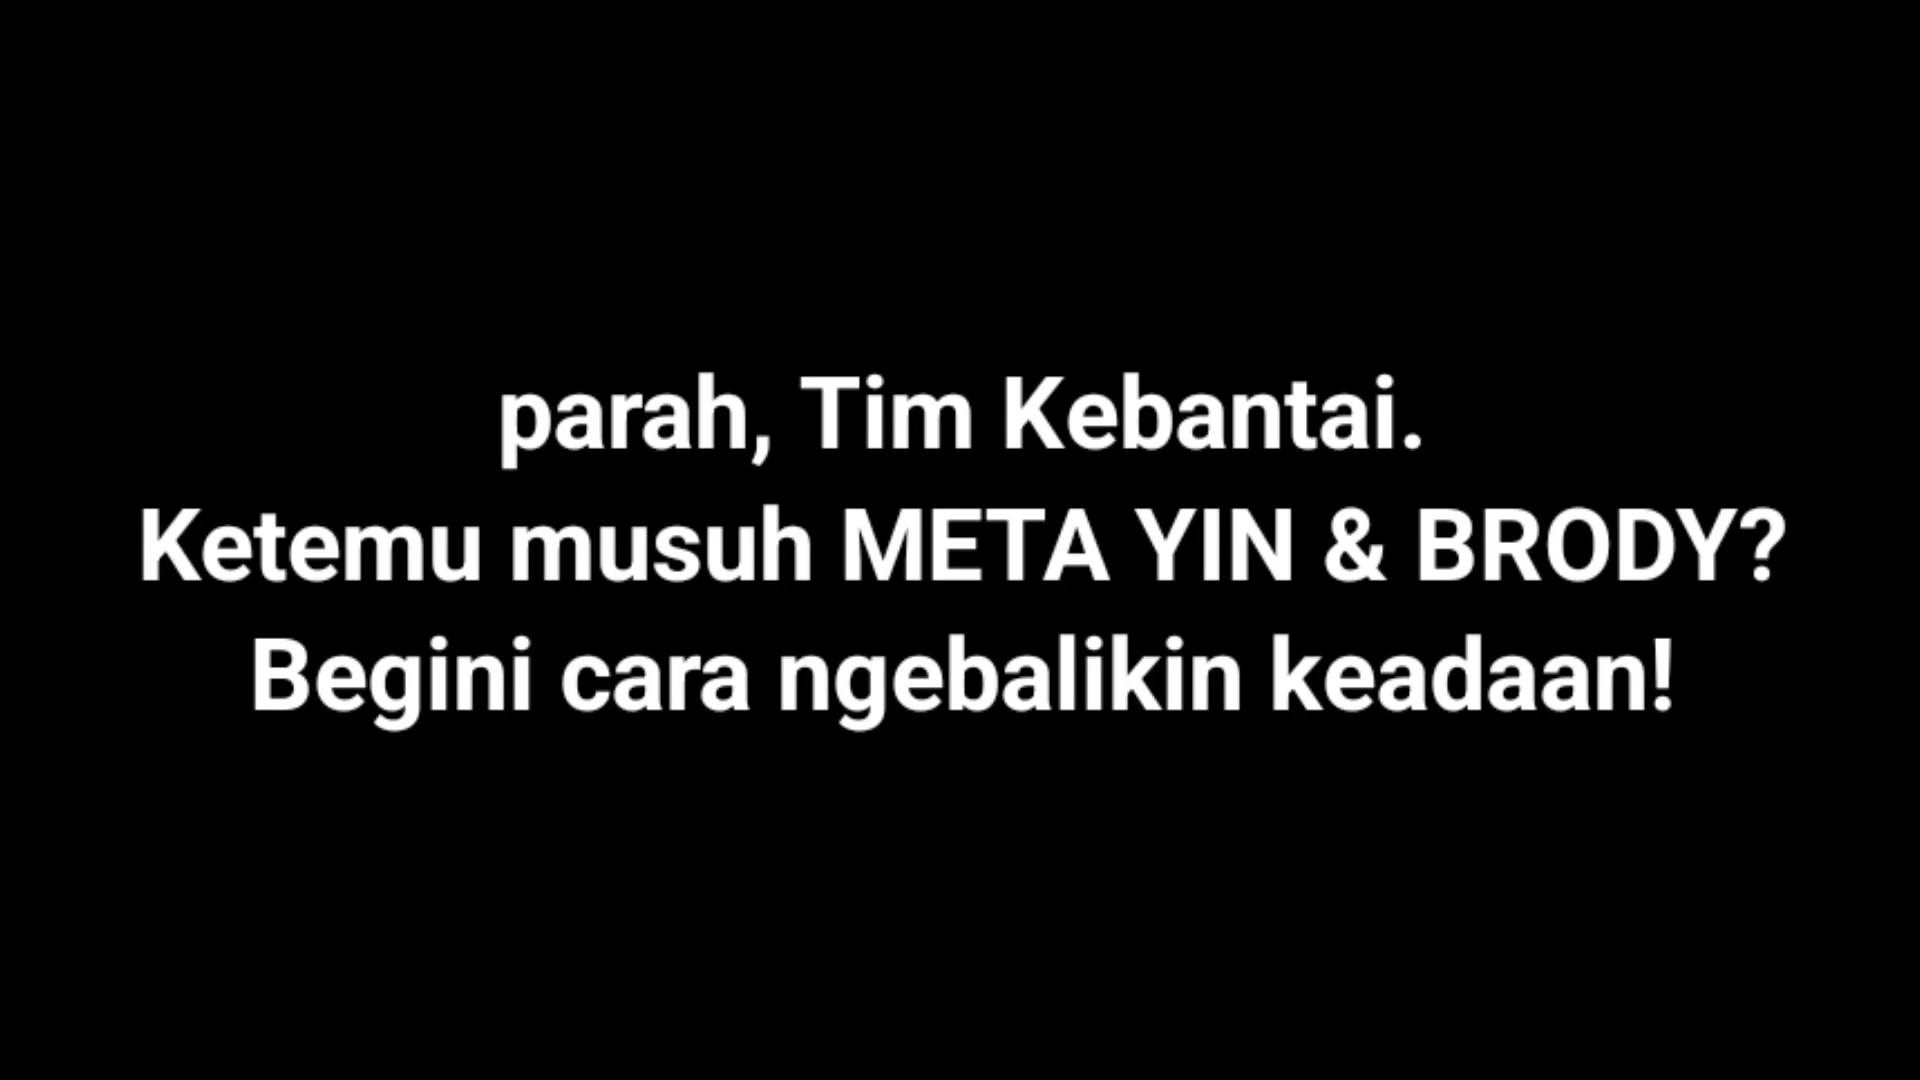 parah, Tim Kebantai.
Ketemu musuh META YIN & BRODY?
Begini cara ngebalikin keadaan!